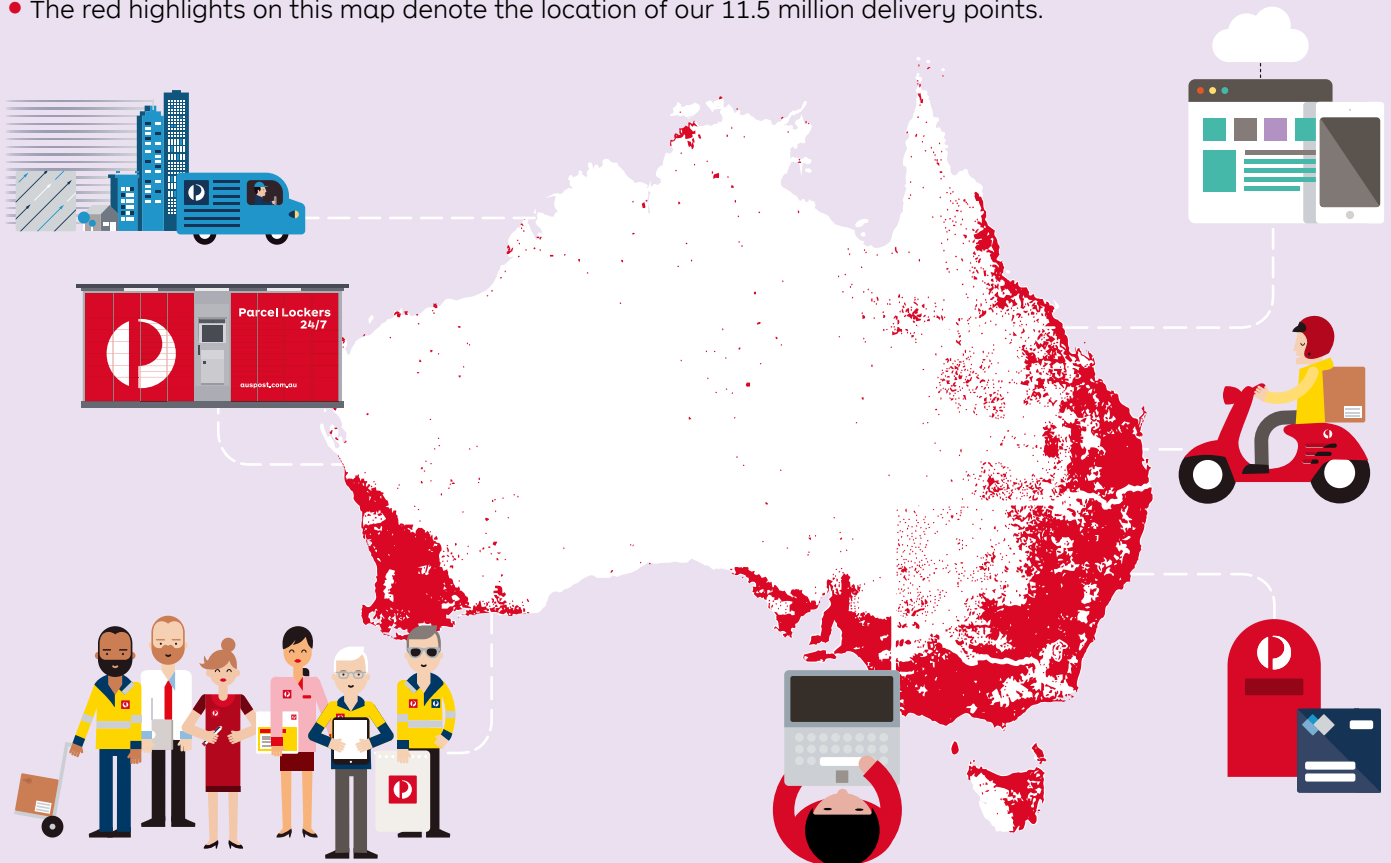 The red highlights on this map denote the location of our 11.5 million delivery points.
Parcel Lockers
24/7
auspost.com.au